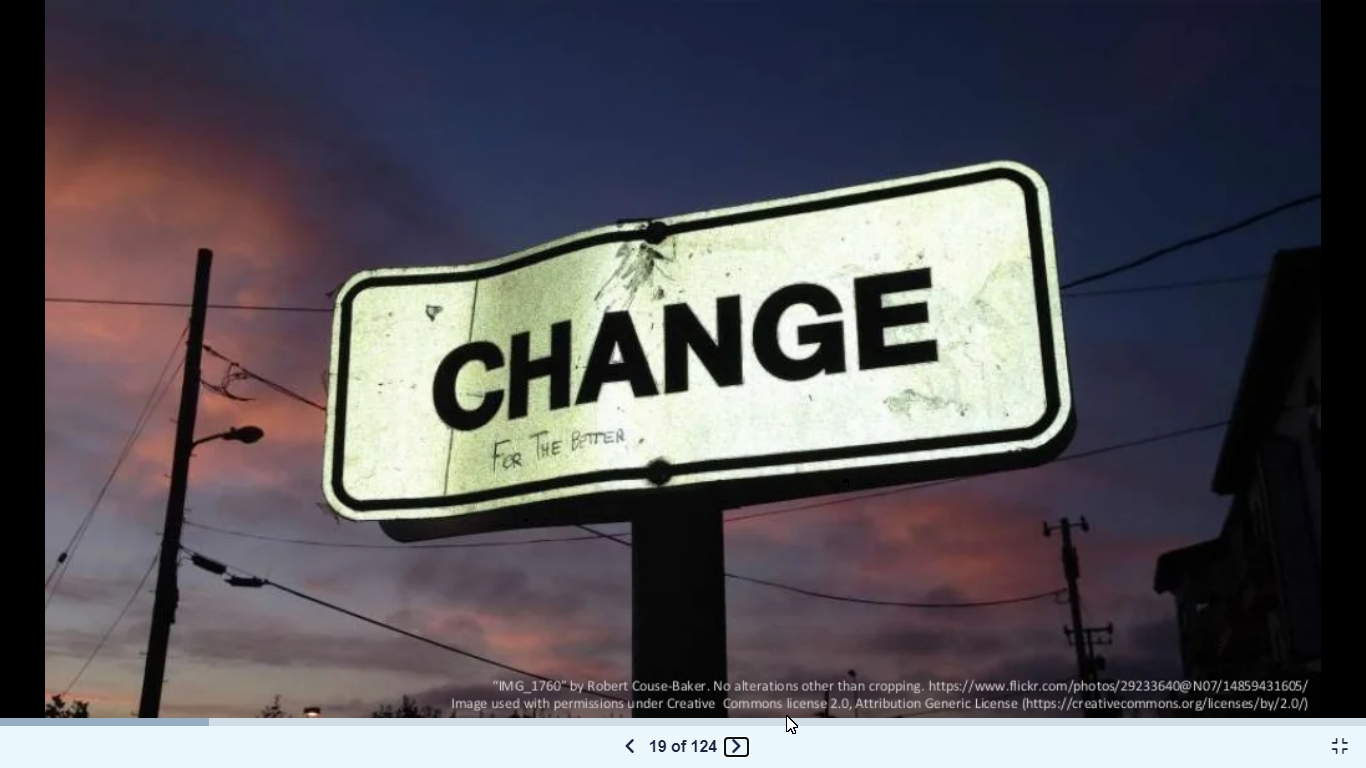 CHANGE
FOR THE BETTER
“IMG_1760” by Robert Couse-Baker. No alterations other than cropping. https://www.flickr.com/photos/29233640@N07/14859431605/
Image used with permissions under Creative Commons license 2.0, Attribution Generic License (https://creativecommons.org/licenses/by/2.0/)
19 of 124